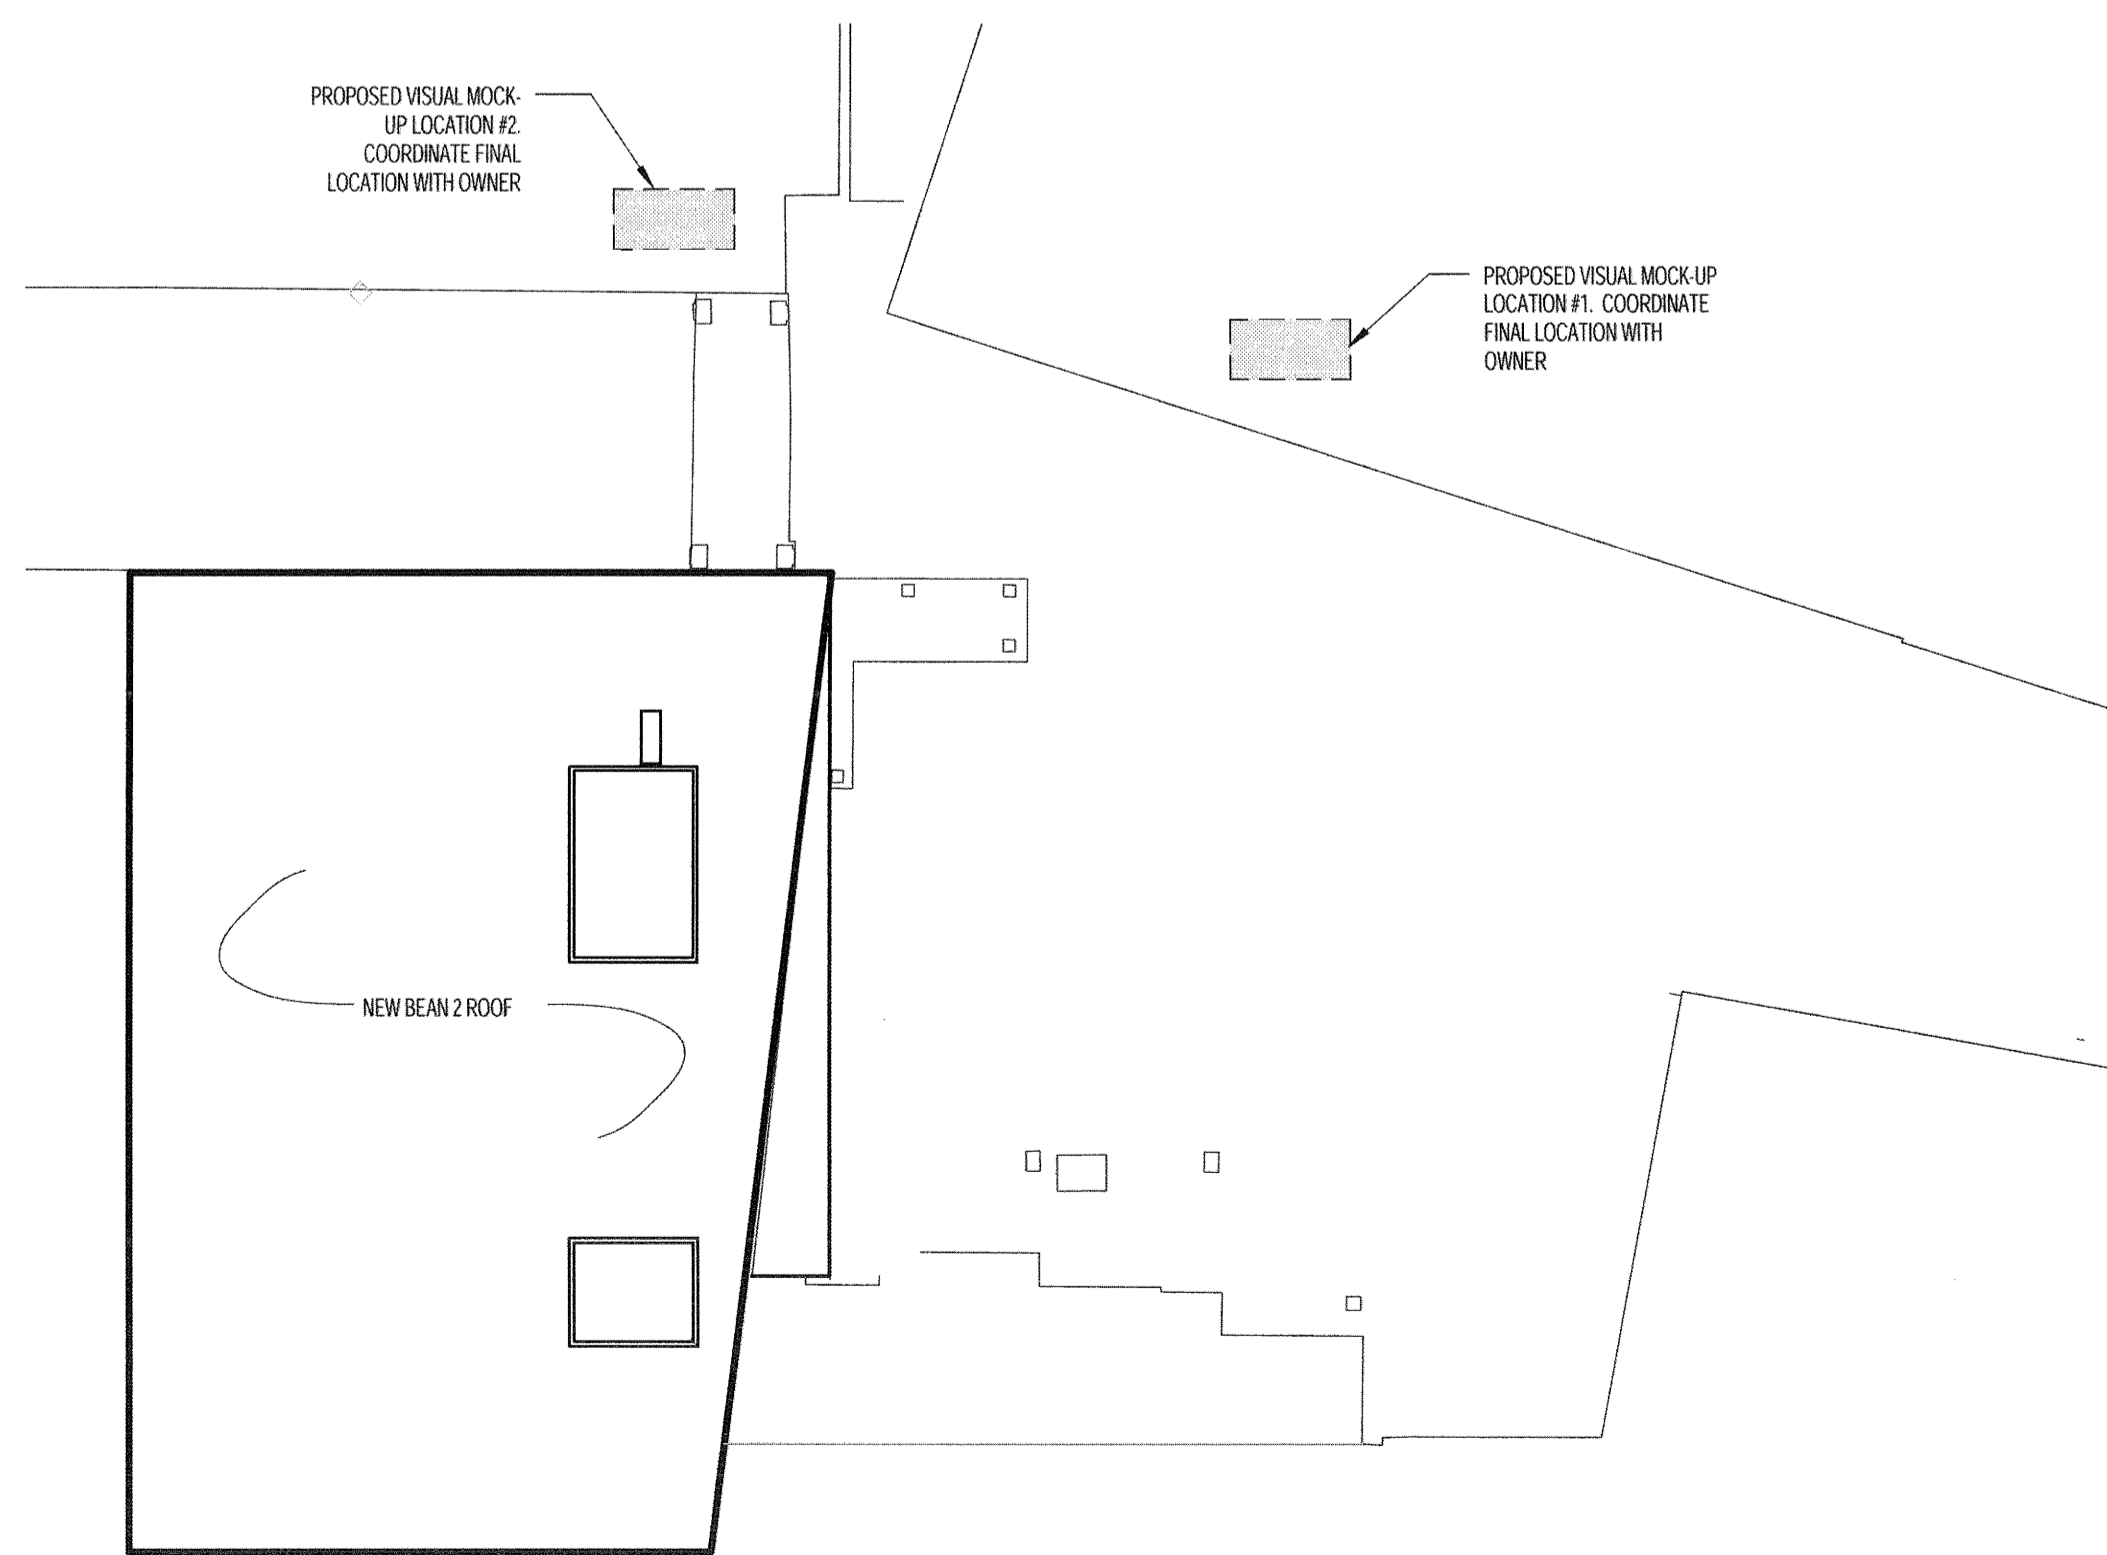 PROPOSED VISUAL MOCK-
UP LOCATION #2.
COORDINATE FINAL
LOCATION WITH OWNER
PROPOSED VISUAL MOCK-UP
LOCATION #1. COORDINATE
FINAL LOCATION WITH
OWNER
NEW BEAN 2 ROOF